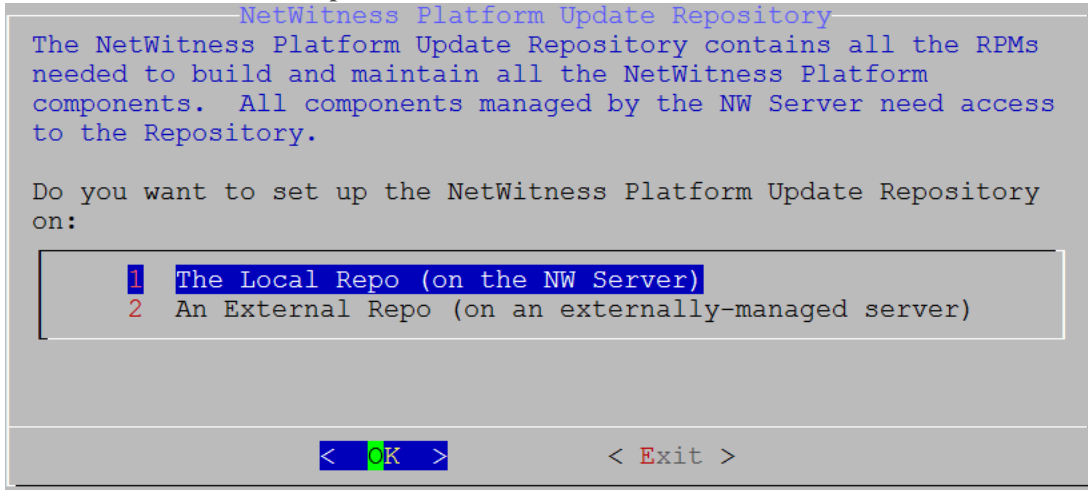 NetWitness Platform Update Repository
The NetWitness Platform Update Repository contains all the RPMs
needed to build and maintain all the NetWitness Platform
components.  All components managed by the NW Server need access
to the Repository.
Do you want to set up the NetWitness Platform Update Repository
on:
1 The Local Repo (on the NW Server)
2 An External Repo (on an externally-managed server)
< OK > < Exit >